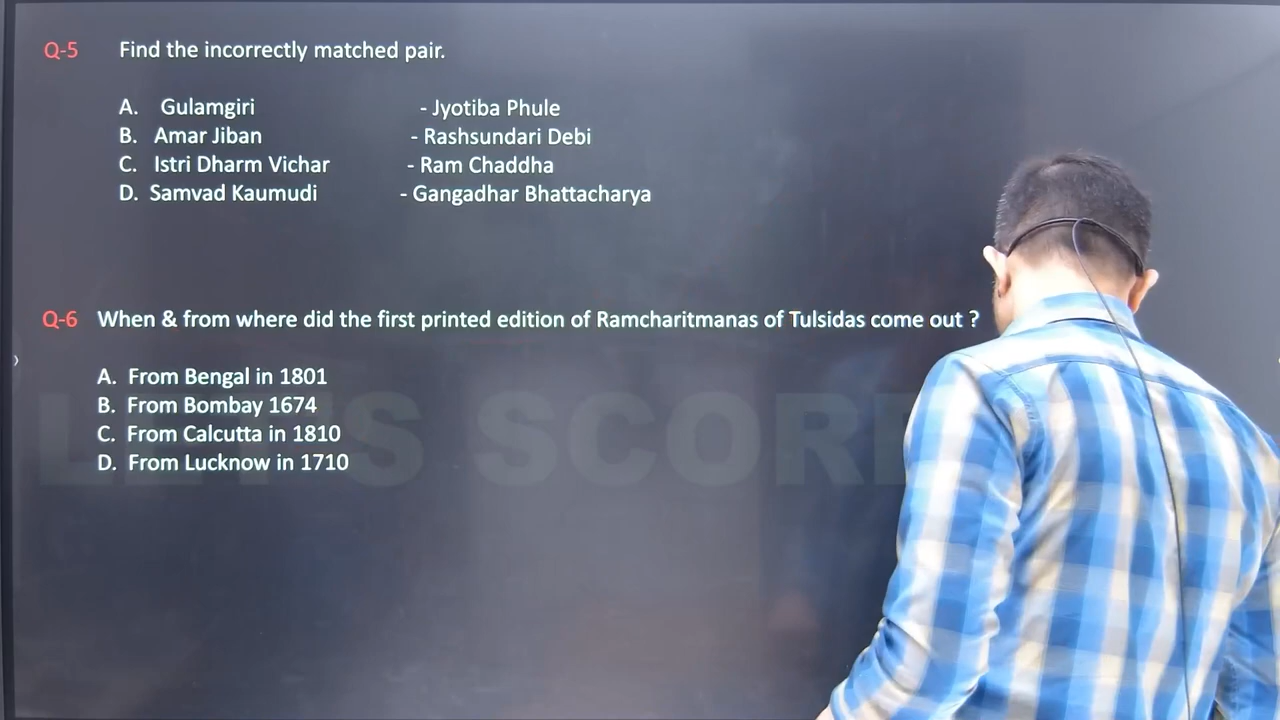 Q-5 Find the incorrectly matched pair.
A. Gulamgiri - Jyotiba Phule
B. Amar Jiban - Rashsundari Debi
C. Istri Dharm Vichar - Ram Chaddha
D. Samvad Kaumudi - Gangadhar Bhattacharya
Q-6 When & from where did the first printed edition of Ramcharitmanas of Tulsidas come out ?
A. From Bengal in 1801
B. From Bombay 1674
C. From Calcutta in 1810
D. From Lucknow in 1710
LET'S SCORE